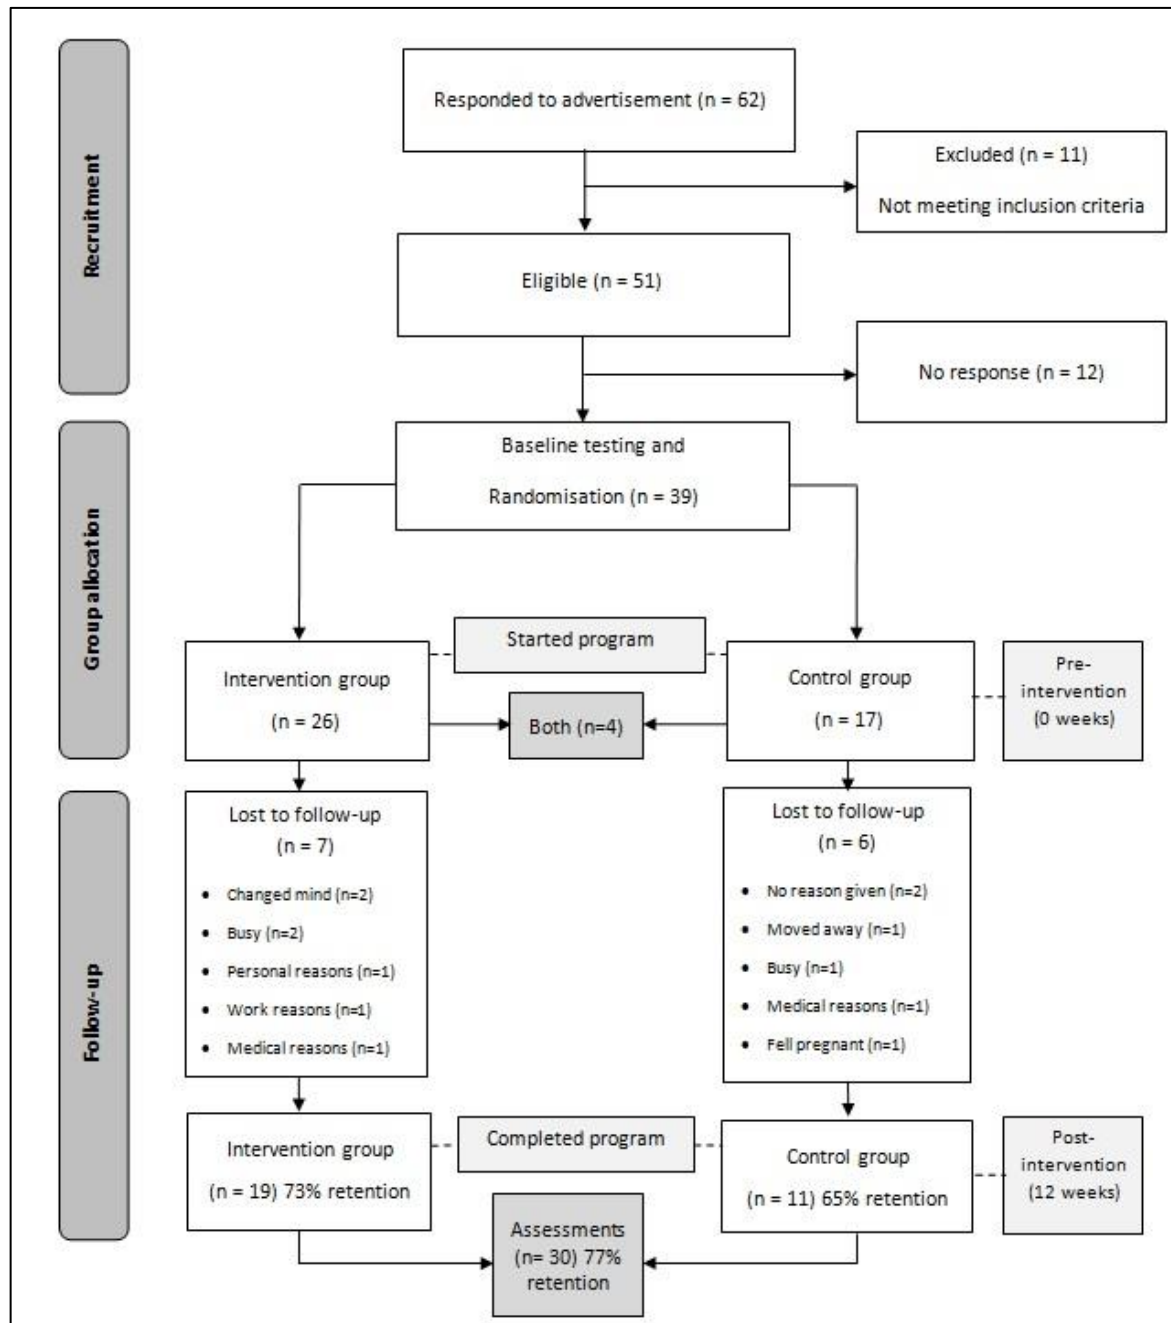 Recruitment
Responded to advertisement (n = 62)
Excluded (n = 11)
Not meeting inclusion criteria
Eligible (n = 51)
No response (n = 12)
Group allocation
Baseline testing and
Randomisation (n = 39)
Started program
Intervention group
(n = 26)
Both (n=4)
Control group
(n = 17)
Pre-
intervention
(0 weeks)
Follow-up
Lost to follow-up
(n = 7)
• Changed mind (n=2)
• Busy (n=2)
• Personal reasons (n=1)
• Work reasons (n=1)
• Medical reasons (n=1)
Lost to follow-up
(n = 6)
• No reason given (n=2)
• Moved away (n=1)
• Busy (n=1)
• Medical reasons (n=1)
• Fell pregnant (n=1)
Intervention group
(n = 19) 73% retention
Completed program
Control group
(n = 11) 65% retention
Post-
intervention
(12 weeks)
Assessments
(n= 30) 77%
retention